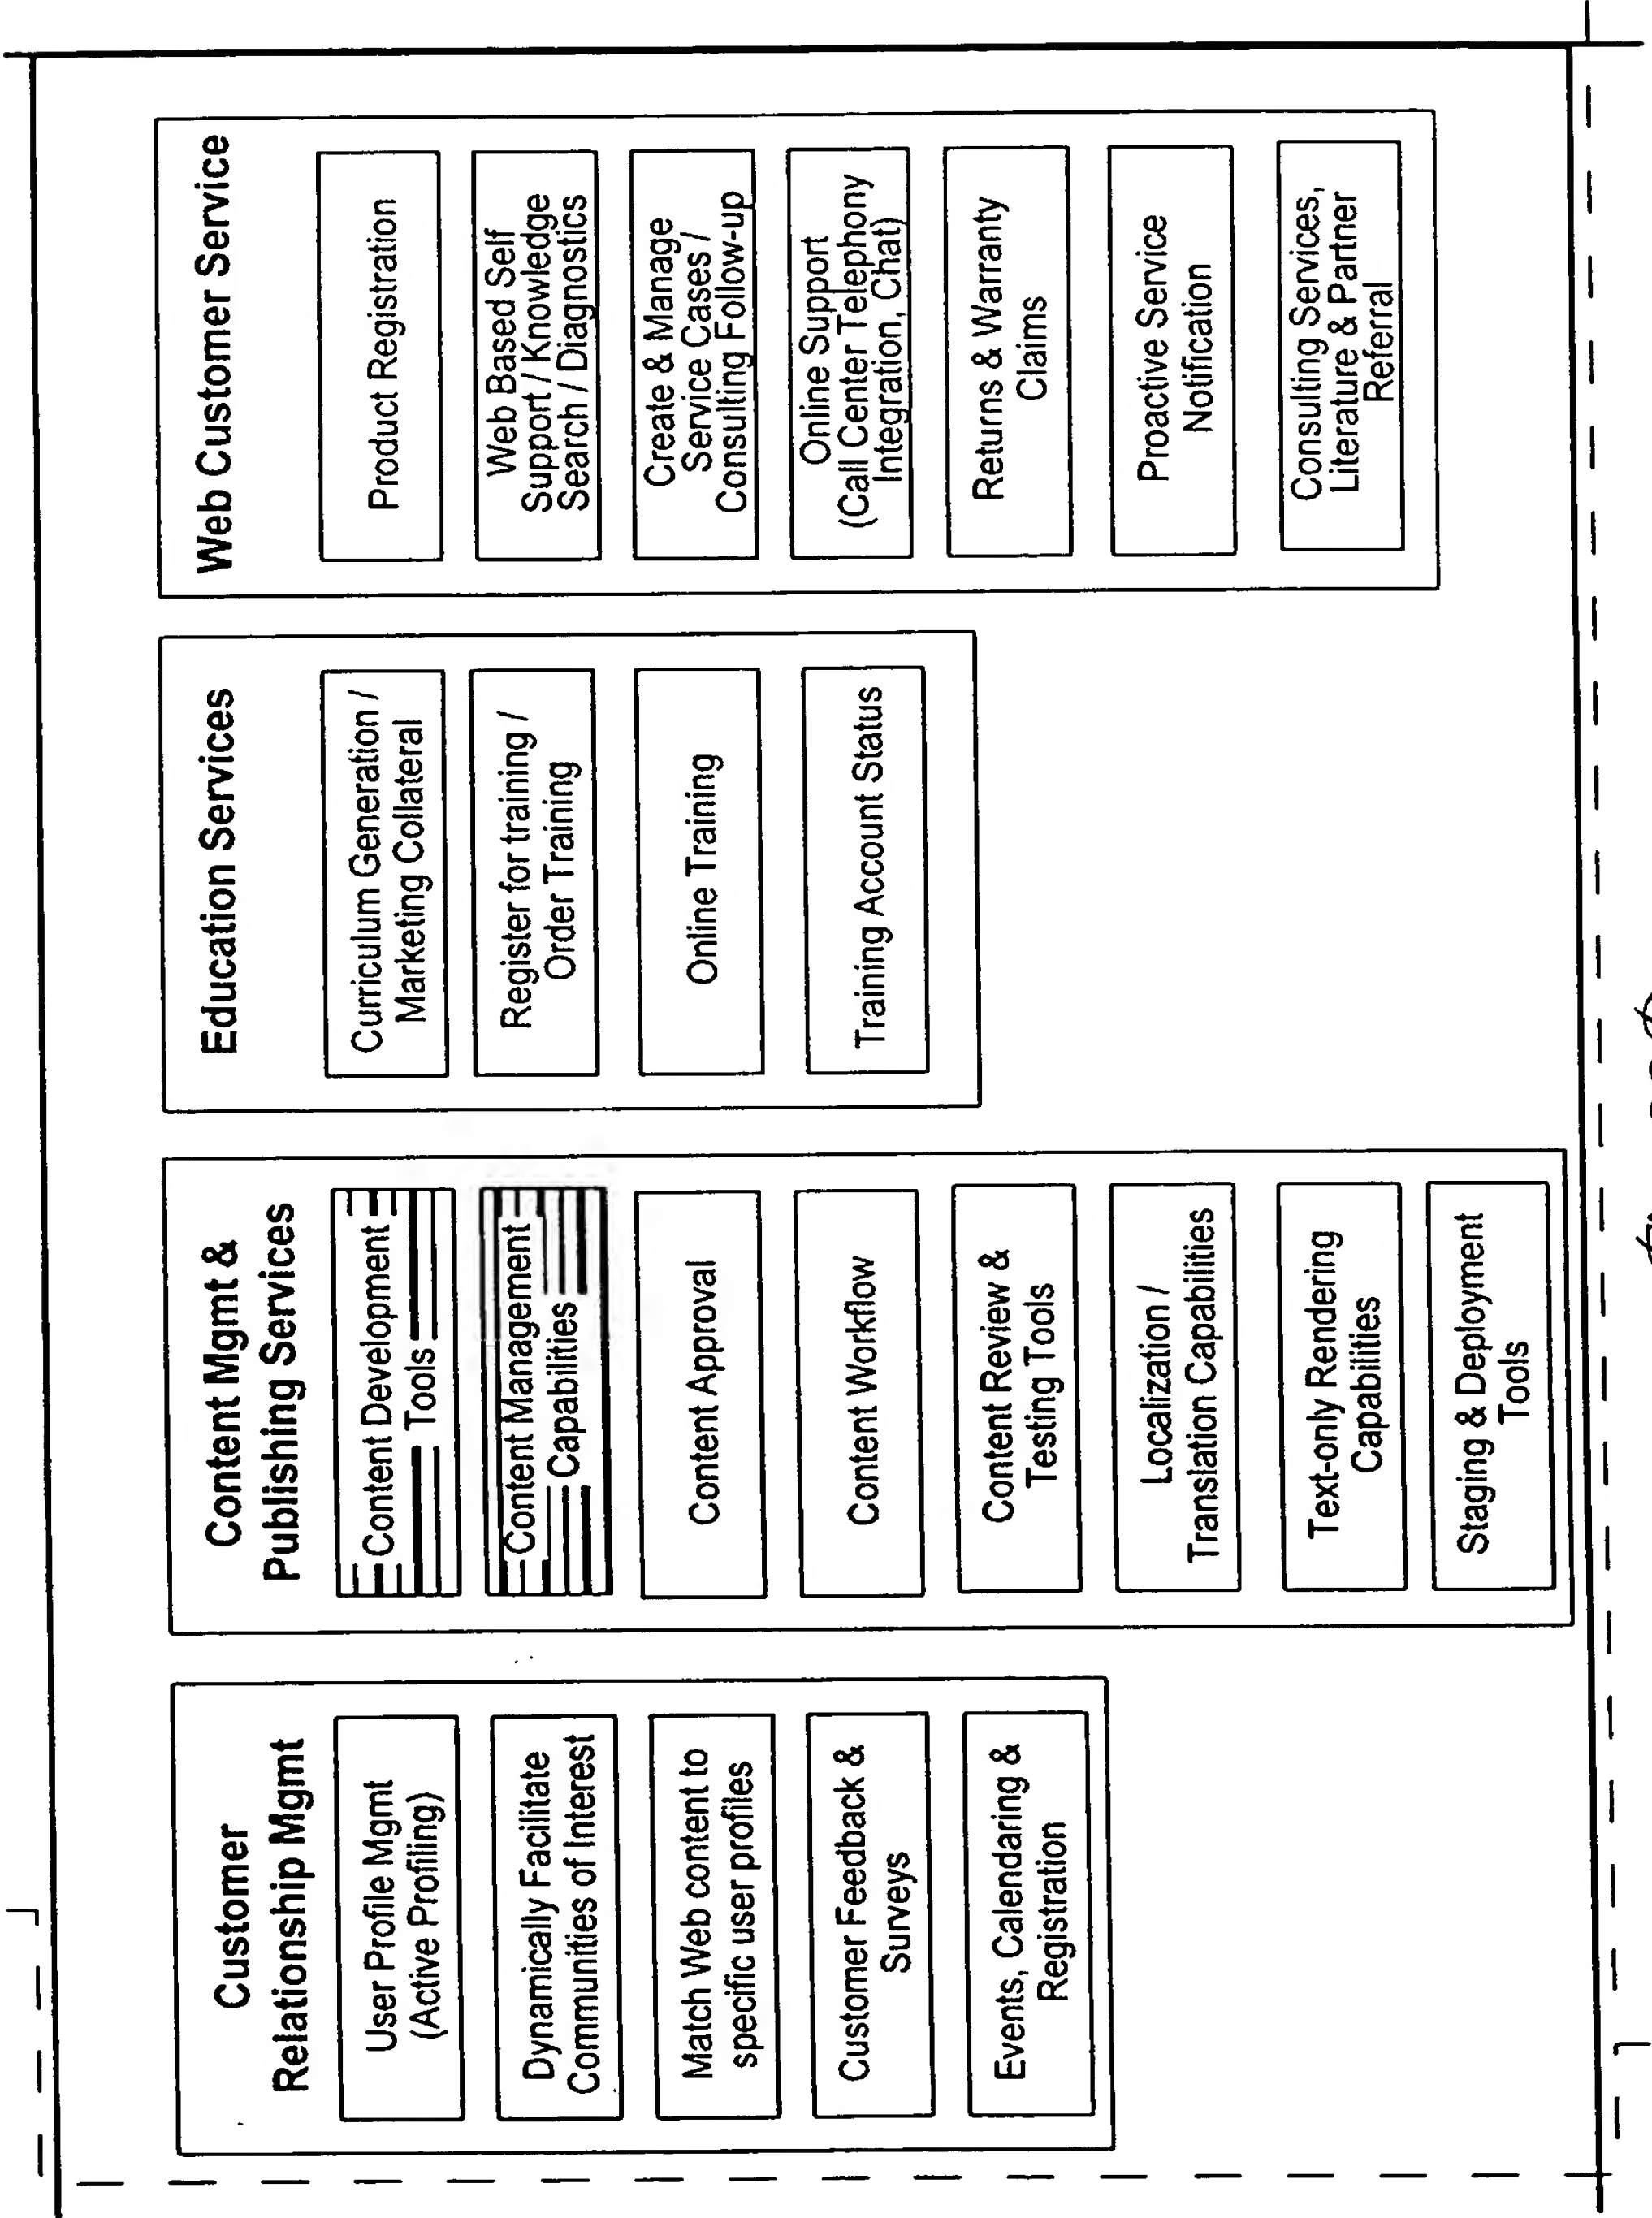 Customer
Relationship Mgmt
User Profile Mgmt
(Active Profiling)
Dynamically Facilitate
Communities of Interest
Match Web content to
specific user profiles
Customer Feedback &
Surveys
Events, Calendaring &
Registration
Content Mgmt &
Publishing Services
Content Development
Tools
Content Management
Capabilities
Content Approval
Content Workflow
Content Review &
Testing Tools
Localization /
Translation Capabilities
Text-only Rendering
Capabilities
Staging & Deployment
Tools
Education Services
Curriculum Generation /
Marketing Collateral
Register for training /
Order Training
Online Training
Training Account Status
Web Customer Service
Product Registration
Web Based Self
Support / Knowledge
Search / Diagnostics
Create & Manage
Service Cases /
Consulting Follow-up
Online Support
(Call Center Telephony
Integration, Chat)
Returns & Warranty
Claims
Proactive Service
Notification
Consulting Services,
Literature & Partner
Referral